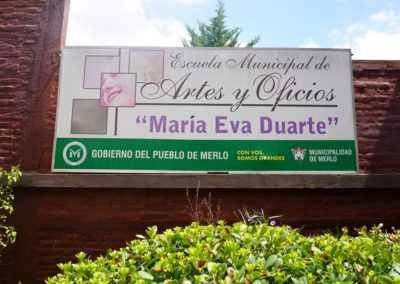 Escuela Municipal de
Artes y Oficios
"María Eva Duarte"
GOBIERNO DEL PUEBLO DE MERLO
CON VOS,
SOMOS GRANDES
MUNICIPALIDAD
DE MERLO